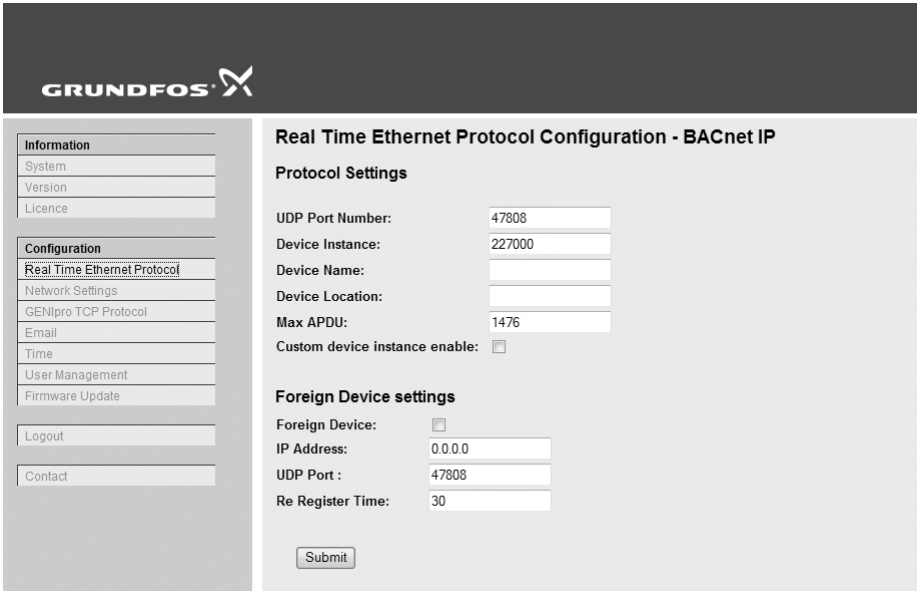 GRUNDFOS
Information
System
Version
Licence
Configuration
Real Time Ethernet Protocol
Network Settings
GENIpro TCP Protocol
Email
Time
User Management
Firmware Update
Logout
Contact
Real Time Ethernet Protocol Configuration - BACnet IP
Protocol Settings
UDP Port Number: 47808
Device Instance: 227000
Device Name:
Device Location:
Max APDU: 1476
Custom device instance enable:
Foreign Device settings
Foreign Device:
IP Address: 0.0.0.0
UDP Port : 47808
Re Register Time: 30
Submit